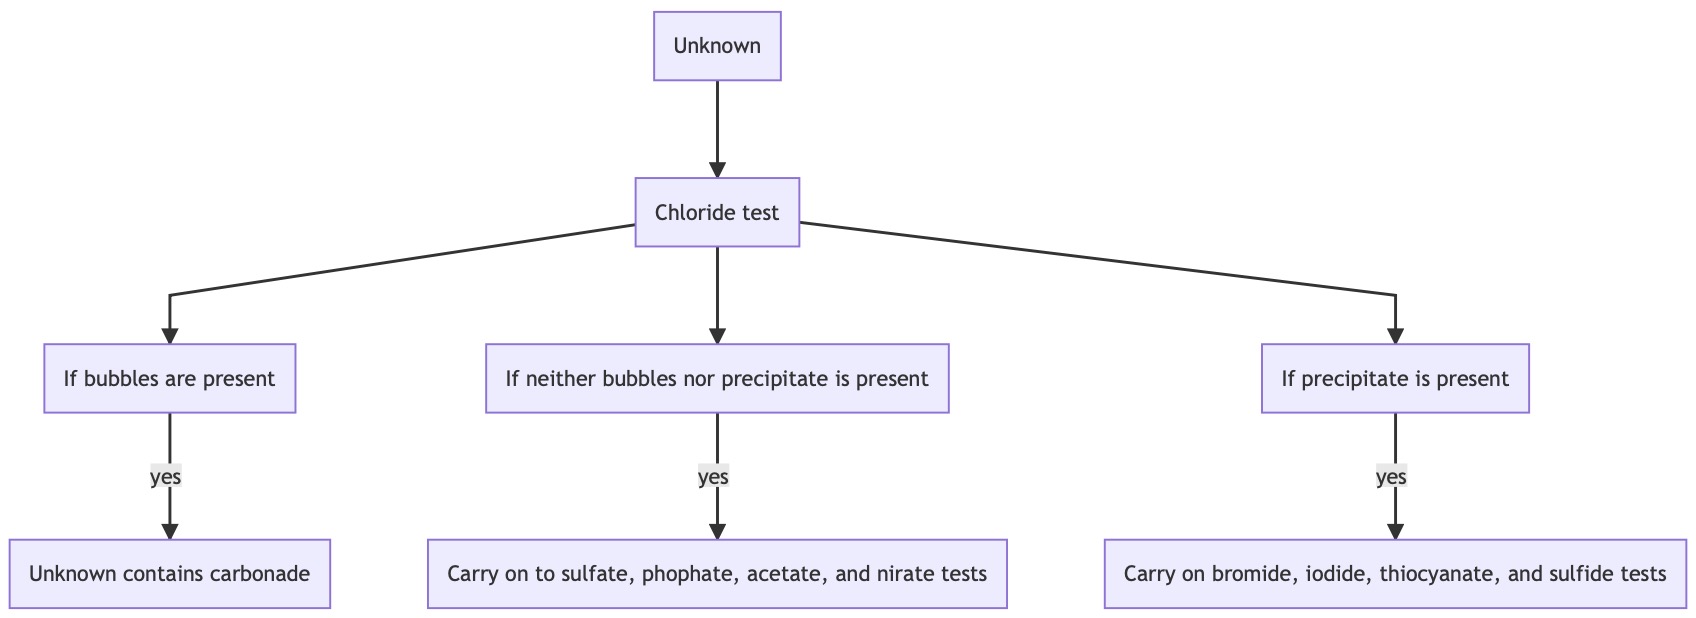 Unknown
Chloride test
If bubbles are present
If neither bubbles nor precipitate is present
If precipitate is present
yes
yes
yes
Unknown contains carbonade
Carry on to sulfate, phophate, acetate, and nirate tests
Carry on bromide, iodide, thiocyanate, and sulfide tests